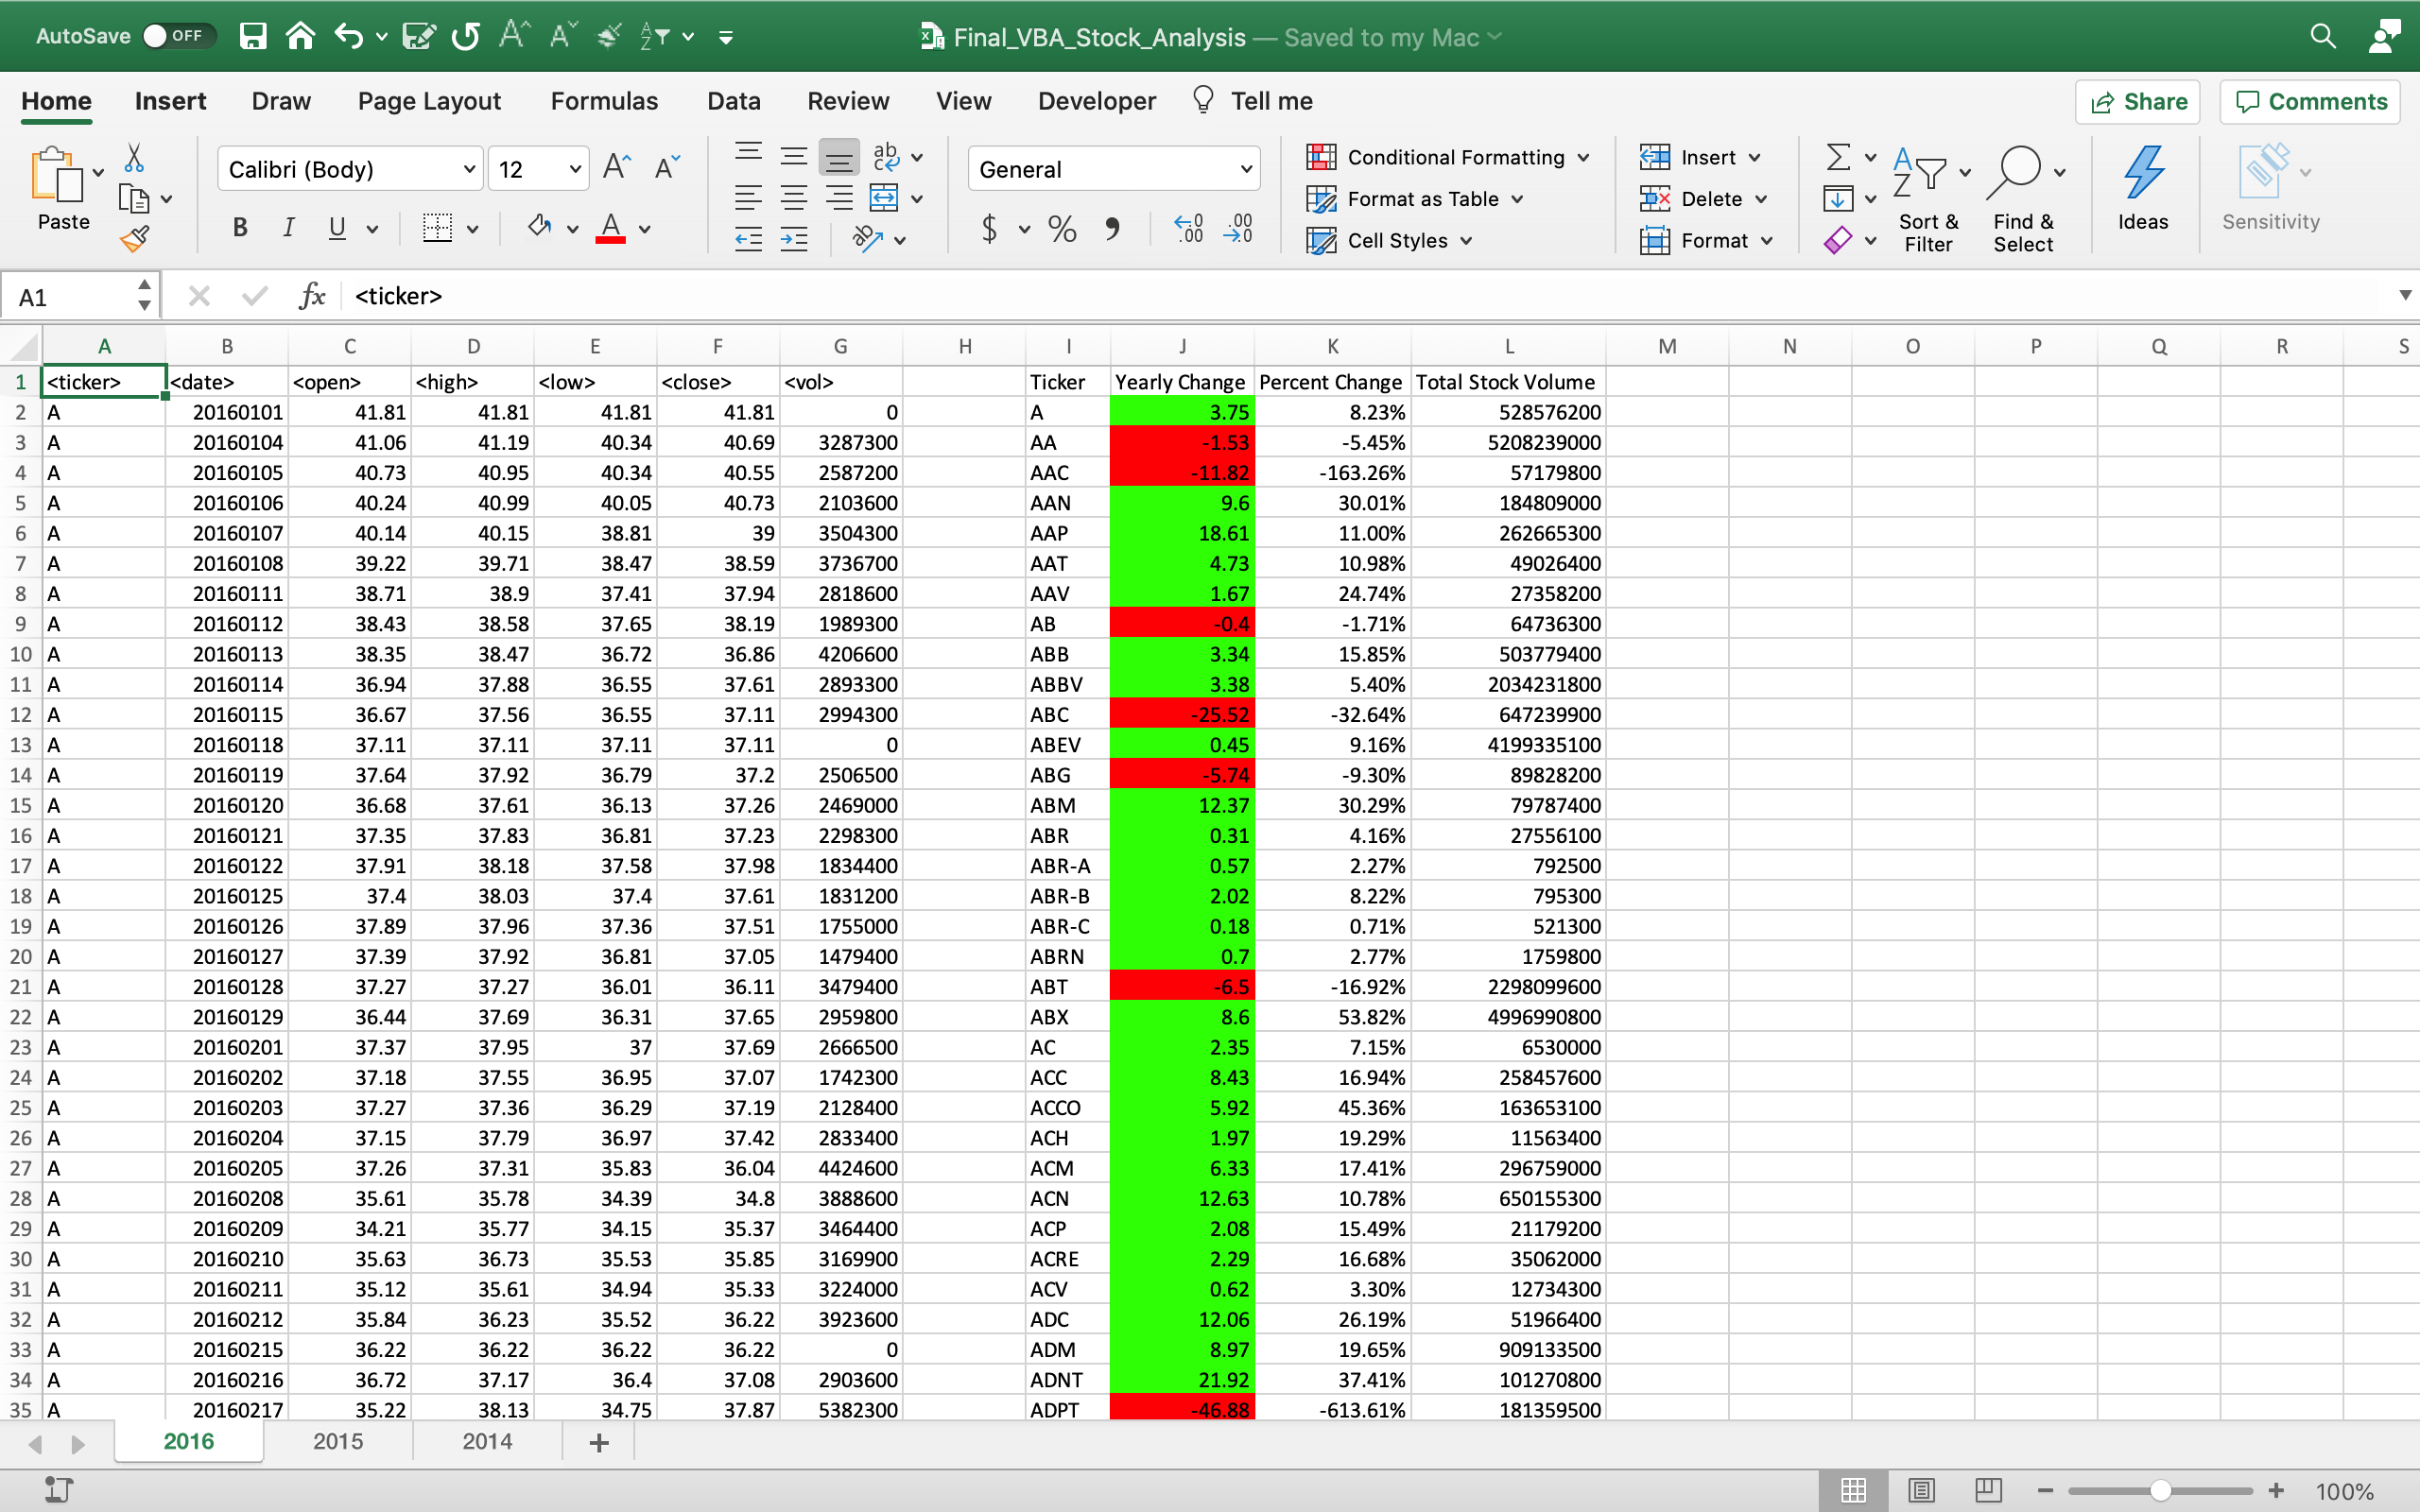 AutoSave OFF Final_VBA_Stock_Analysis — Saved to my Mac
Home Insert Draw Page Layout Formulas Data Review View Developer Tell me Share Comments
Paste Calibri (Body) 12 General Conditional Formatting Format as Table Cell Styles Insert Delete Format Sort & Filter Find & Select Ideas Sensitivity
A1 fx <ticker>
A B C D E F G H I J K L M N O P Q R S
1 <ticker> <date> <open> <high> <low> <close> <vol> Ticker Yearly Change Percent Change Total Stock Volume
2 A 20160101 41.81 41.81 41.81 41.81 0 A 3.75 8.23% 528576200
3 A 20160104 41.06 41.19 40.34 40.69 3287300 AA -1.53 -5.45% 5208239000
4 A 20160105 40.73 40.95 40.34 40.55 2587200 AAC -11.82 -163.26% 57179800
5 A 20160106 40.24 40.99 40.05 40.73 2103600 AAN 9.6 30.01% 184809000
6 A 20160107 40.14 40.15 38.81 39 3504300 AAP 18.61 11.00% 262665300
7 A 20160108 39.22 39.71 38.47 38.59 3736700 AAT 4.73 10.98% 49026400
8 A 20160111 38.71 38.9 37.41 37.94 2818600 AAV 1.67 24.74% 27358200
9 A 20160112 38.43 38.58 37.65 38.19 1989300 AB -0.4 -1.71% 64736300
10 A 20160113 38.35 38.47 36.72 36.86 4206600 ABB 3.34 15.85% 503779400
11 A 20160114 36.94 37.88 36.55 37.61 2893300 ABBV 3.38 5.40% 2034231800
12 A 20160115 36.67 37.56 36.55 37.11 2994300 ABC -25.52 -32.64% 647239900
13 A 20160118 37.11 37.11 37.11 37.11 0 ABEV 0.45 9.16% 4199335100
14 A 20160119 37.64 37.92 36.79 37.2 2506500 ABG -5.74 -9.30% 89828200
15 A 20160120 36.68 37.61 36.13 37.26 2469000 ABM 12.37 30.29% 79787400
16 A 20160121 37.35 37.83 36.81 37.23 2298300 ABR 0.31 4.16% 27556100
17 A 20160122 37.91 38.18 37.58 37.98 1834400 ABR-A 0.57 2.27% 792500
18 A 20160125 37.4 38.03 37.4 37.61 1831200 ABR-B 2.02 8.22% 795300
19 A 20160126 37.89 37.96 37.36 37.51 1755000 ABR-C 0.18 0.71% 521300
20 A 20160127 37.39 37.92 36.81 37.05 1479400 ABRN 0.7 2.77% 1759800
21 A 20160128 37.27 37.27 36.01 36.11 3479400 ABT -6.5 -16.92% 2298099600
22 A 20160129 36.44 37.69 36.31 37.65 2959800 ABX 8.6 53.82% 4996990800
23 A 20160201 37.37 37.95 37 37.69 2666500 AC 2.35 7.15% 6530000
24 A 20160202 37.18 37.55 36.95 37.07 1742300 ACC 8.43 16.94% 258457600
25 A 20160203 37.27 37.36 36.29 37.19 2128400 ACCO 5.92 45.36% 163653100
26 A 20160204 37.15 37.79 36.97 37.42 2833400 ACH 1.97 19.29% 11563400
27 A 20160205 37.26 37.31 35.83 36.04 4424600 ACM 6.33 17.41% 296759000
28 A 20160208 35.61 35.78 34.39 34.8 3888600 ACN 12.63 10.78% 650155300
29 A 20160209 34.21 35.77 34.15 35.37 3464400 ACP 2.08 15.49% 21179200
30 A 20160210 35.63 36.73 35.53 35.85 3169900 ACRE 2.29 16.68% 35062000
31 A 20160211 35.12 35.61 34.94 35.33 3224000 ACV 0.62 3.30% 12734300
32 A 20160212 35.84 36.23 35.52 36.22 3923600 ADC 12.06 26.19% 51966400
33 A 20160215 36.22 36.22 36.22 36.22 0 ADM 8.97 19.65% 909133500
34 A 20160216 36.72 37.17 36.4 37.08 2903600 ADNT 21.92 37.41% 101270800
35 A 20160217 35.22 38.13 34.75 37.87 5382300 ADPT -46.88 -613.61% 181359500
2016 2015 2014 +
100%